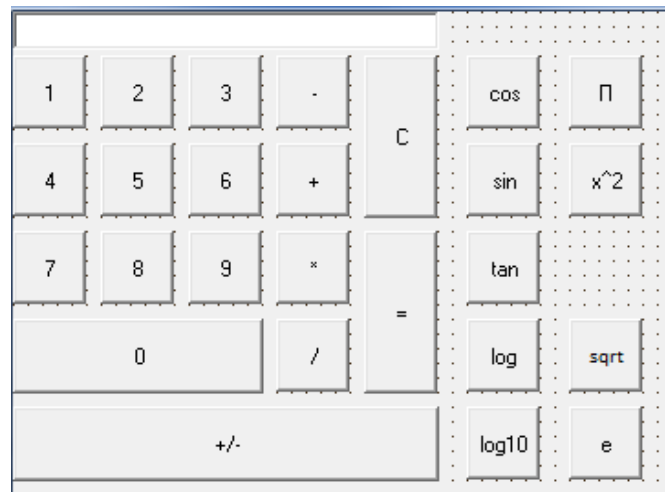 1 2 3 - C cos П
4 5 6 + sin x^2
7 8 9 * = tan
0 / log sqrt
+/- log10 e